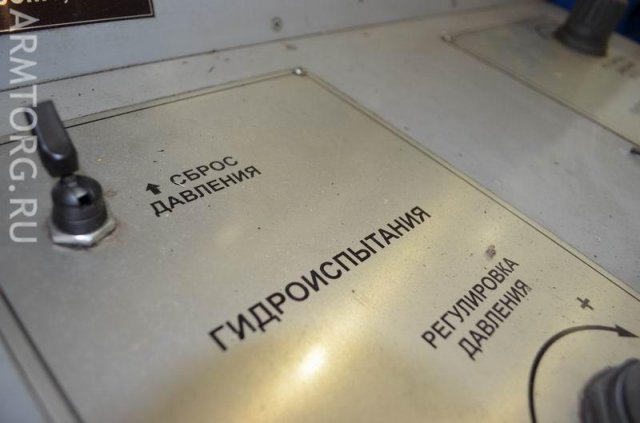 ARMTORG.RU
СБРОС
ДАВЛЕНИЯ
ГИДРОИСПЫТАНИЯ
РЕГУЛИРОВКА
ДАВЛЕНИЯ
+